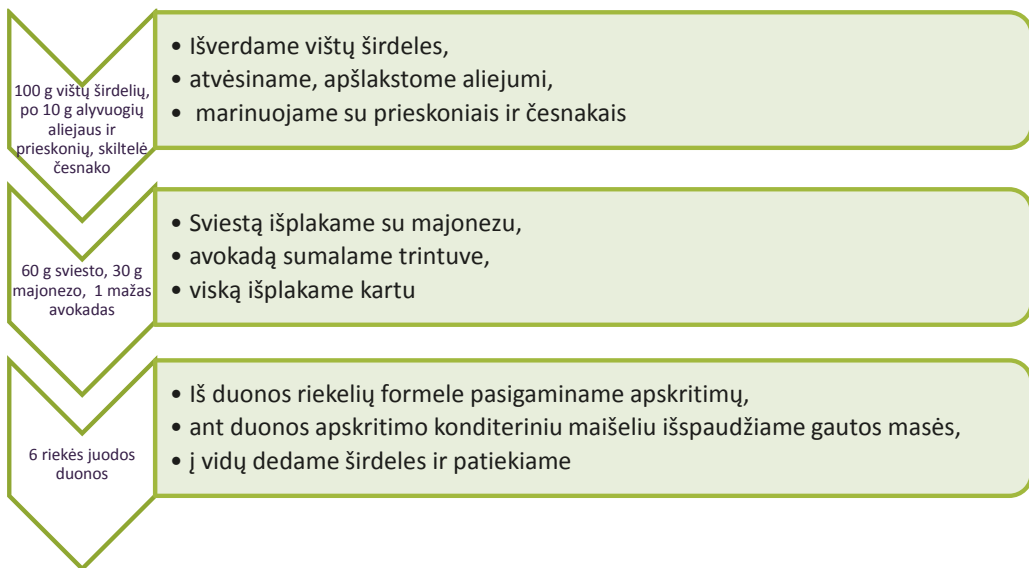 100 g vištų širdelių,
po 10 g alyvuogių
aliejaus ir
prieskonių, skiltelė
česnako
• Išverdame vištų širdeles,
• atvėsiname, apšlakstome aliejumi,
• marinuojame su prieskoniais ir česnakais
60 g sviesto, 30 g
majonezo, 1 mažas
avokadas
• Sviestą išplakame su majonezu,
• avokadą sumalame trintuve,
• viską išplakame kartu
6 riekės juodos
duonos
• Iš duonos riekelių formele pasigaminame apskritimų,
• ant duonos apskritimo konditeriniu maišeliu išspaudžiame gautos masės,
• į vidų dedame širdeles ir patiekiame